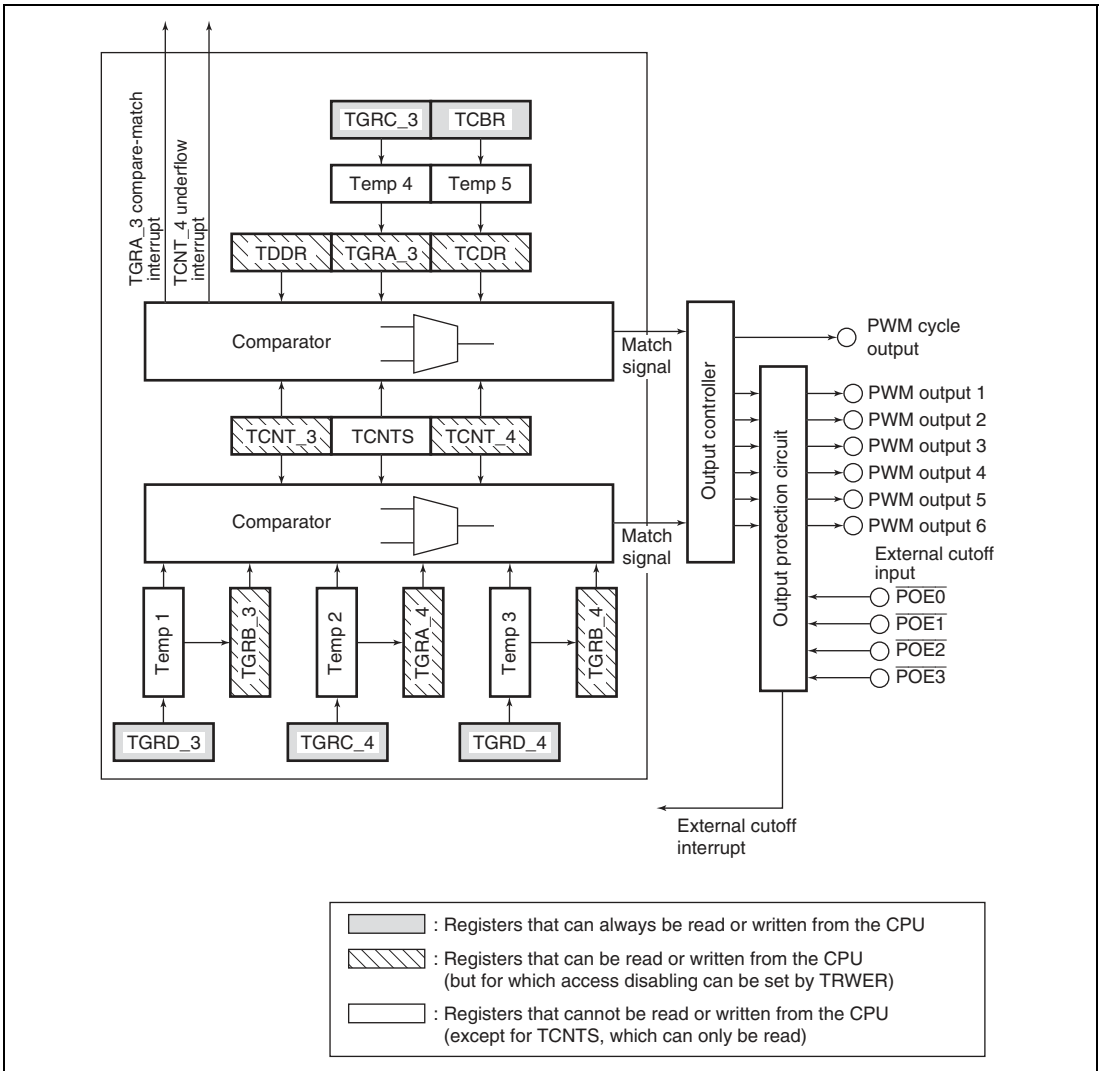 TGRA_3 compare-match
interrupt
TCNT_4 underflow
interrupt
TGRC_3
TCBR
Temp 4
Temp 5
TDDR
TGRA_3
TCDR
Comparator
Match
signal
TCNT_3
TCNTS
TCNT_4
Comparator
Match
signal
Output controller
Output protection circuit
PWM cycle
output
PWM output 1
PWM output 2
PWM output 3
PWM output 4
PWM output 5
PWM output 6
External cutoff
input
POE0
POE1
POE2
POE3
Temp 1
TGRB_3
Temp 2
TGRA_4
Temp 3
TGRB_4
TGRD_3
TGRC_4
TGRD_4
External cutoff
interrupt
: Registers that can always be read or written from the CPU
: Registers that can be read or written from the CPU
(but for which access disabling can be set by TRWER)
: Registers that cannot be read or written from the CPU
(except for TCNTS, which can only be read)